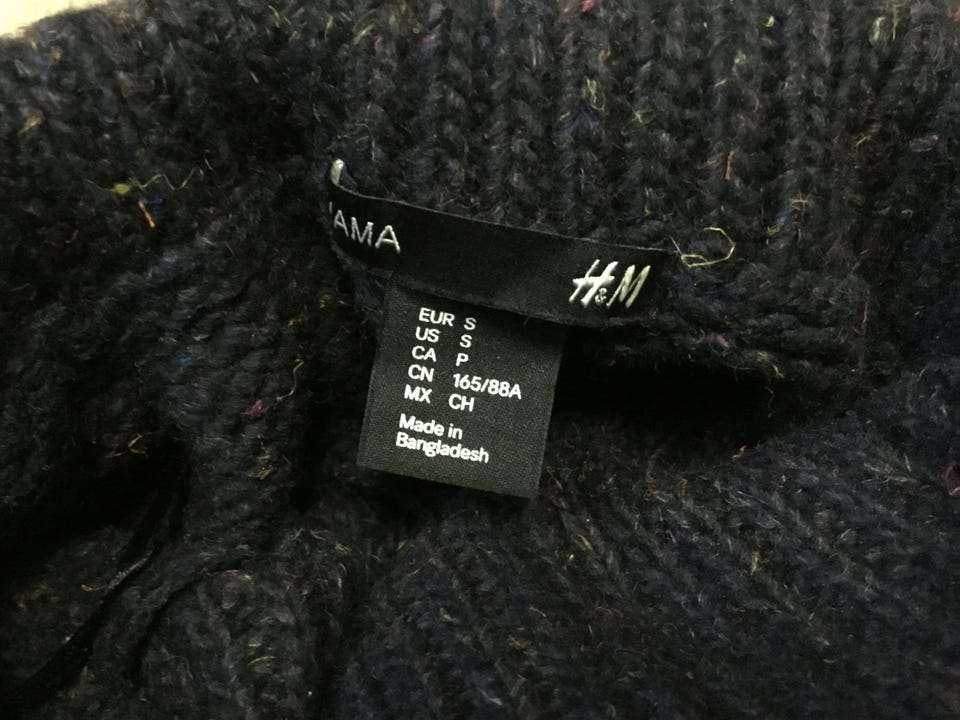 AMA
H&M
EUR S
US S
CA P
CN 165/88A
MX CH
Made in
Bangladesh